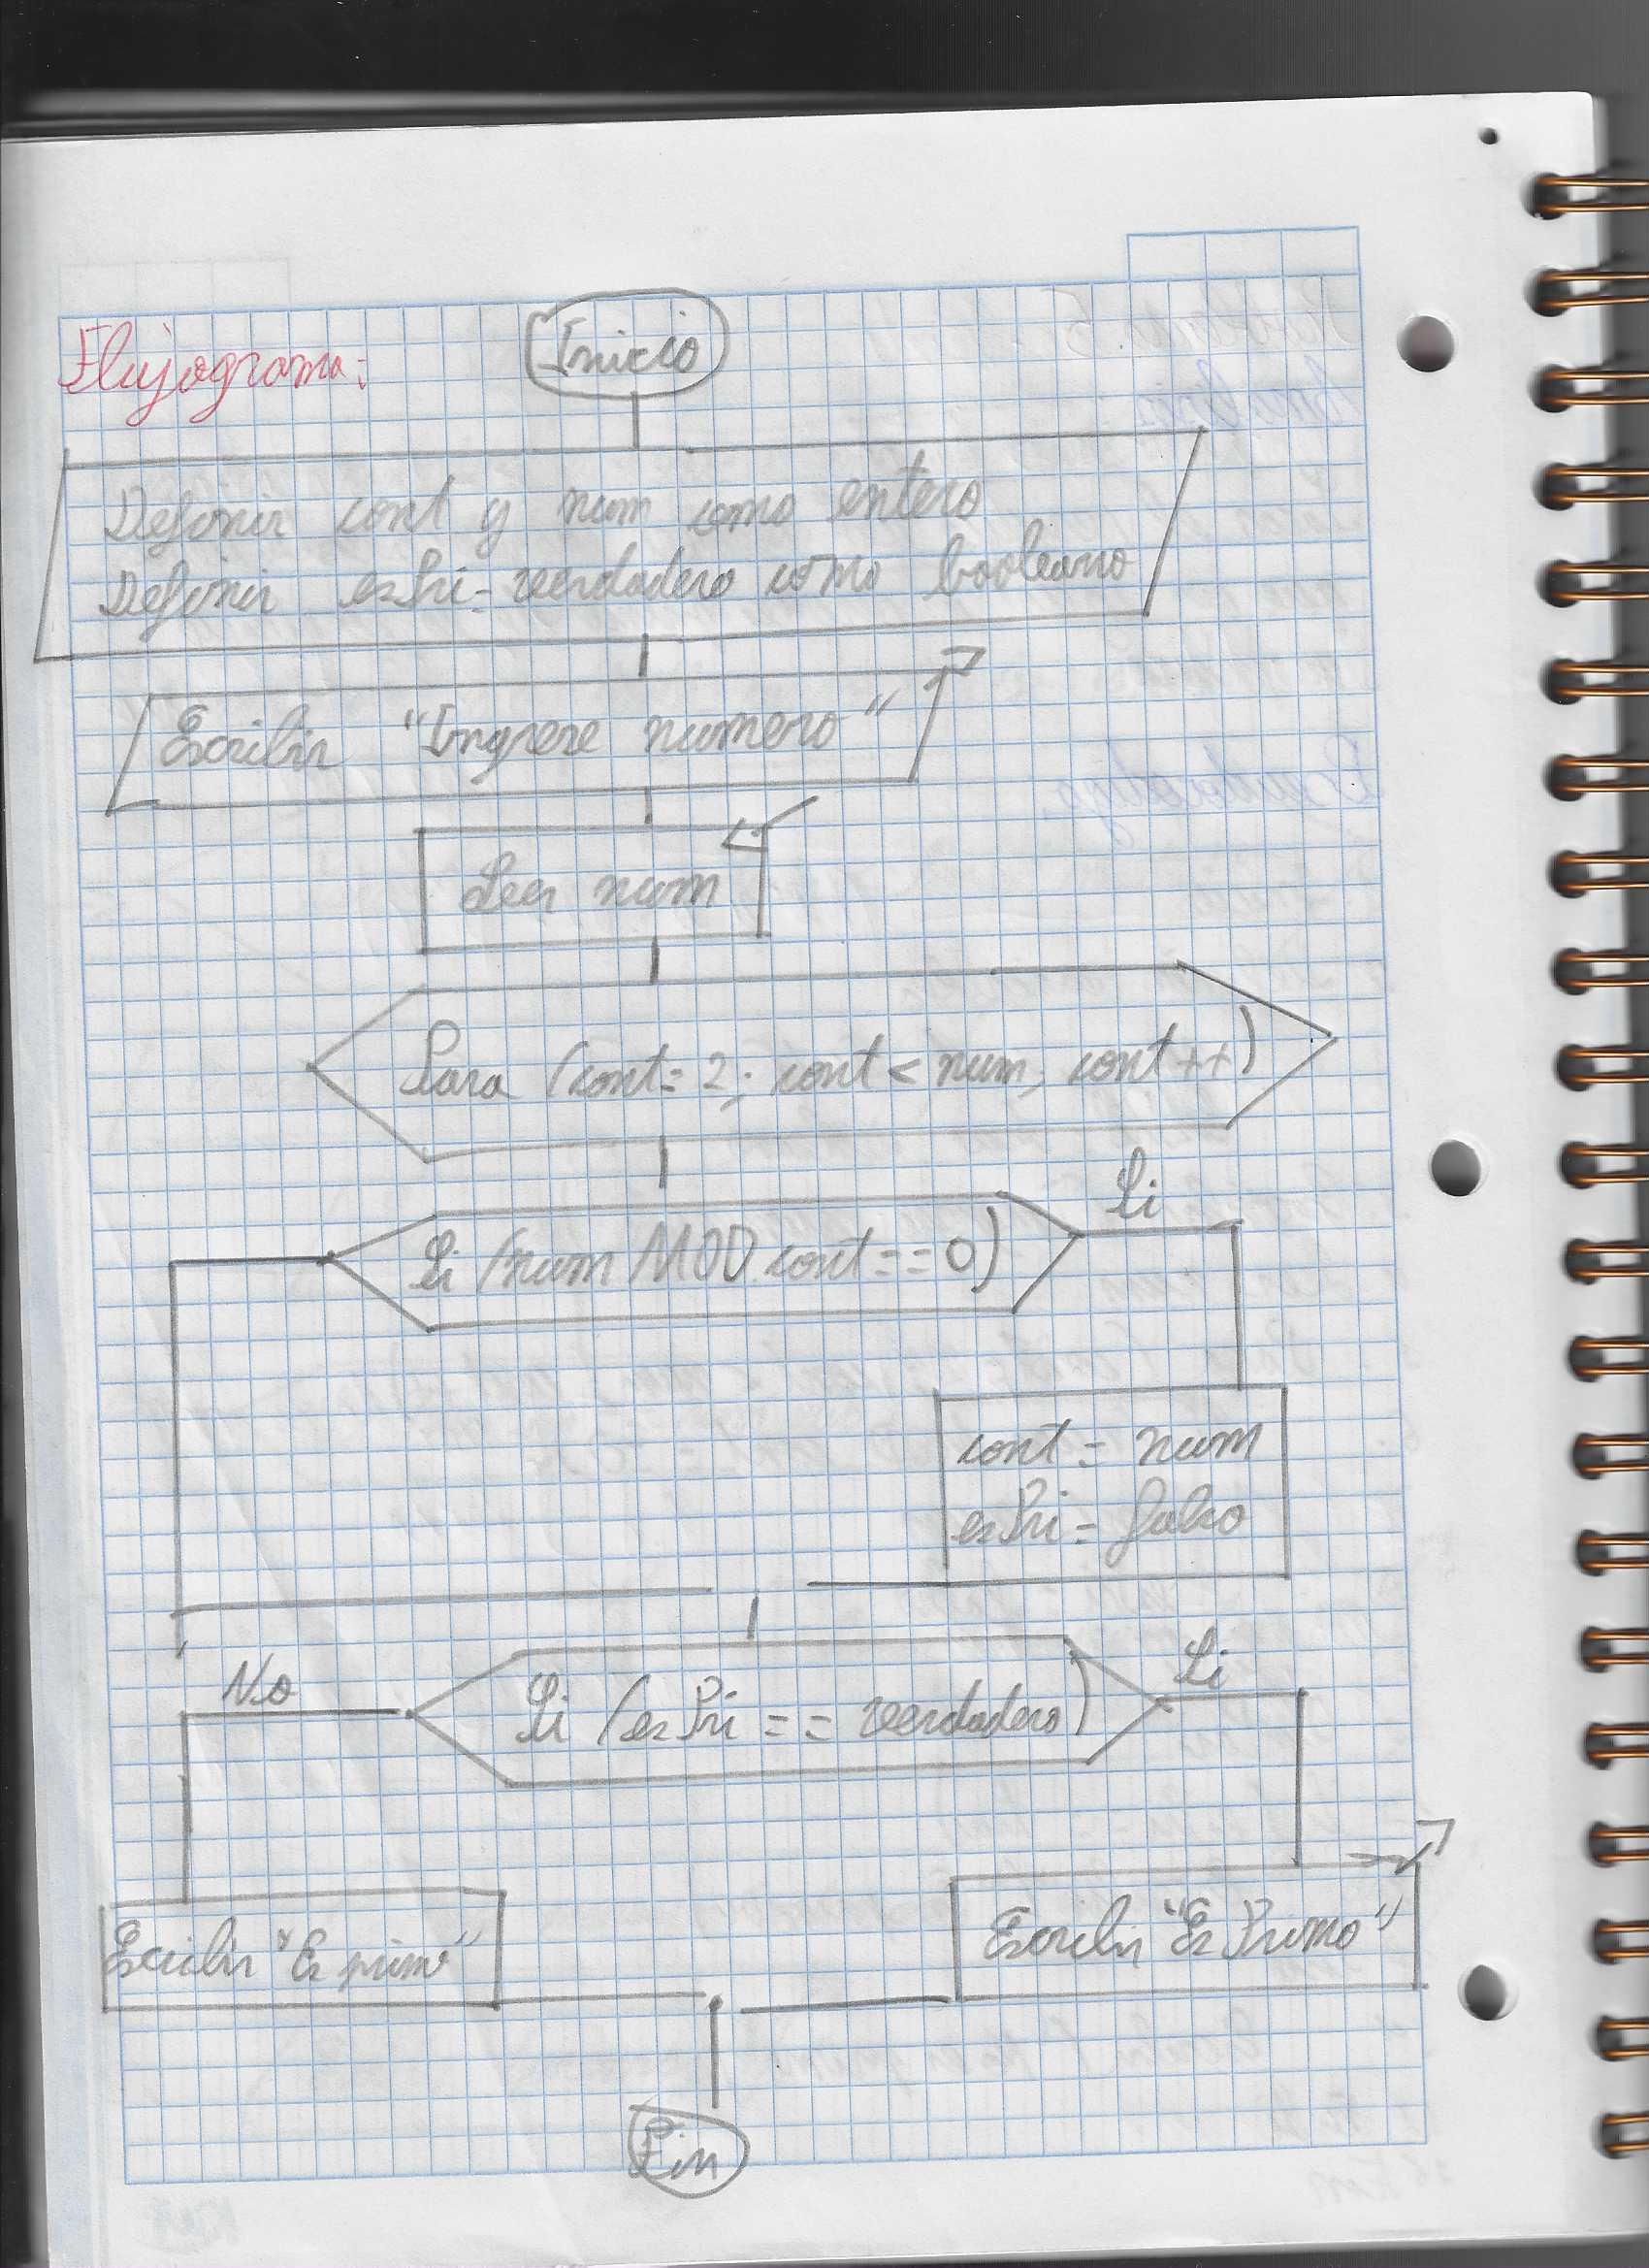 Flujograma:
Inicio
Definir cont y num como entero
Definir esPri = verdadero como booleano
Escribir "Ingrese numero"
Leer num
Para (cont = 2; cont < num; cont ++)
Si
Si (num MOD cont == 0)
cont = num
esPri = falso
No
Si
Si (esPri == verdadero)
Escribir "Es primo"
Escribir "Es Primo"
Fin